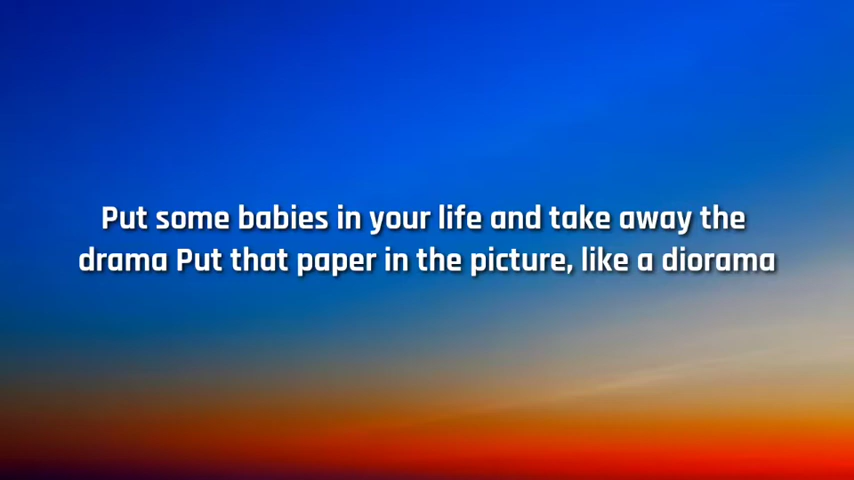 Put some babies in your life and take away the
drama Put that paper in the picture, like a diorama